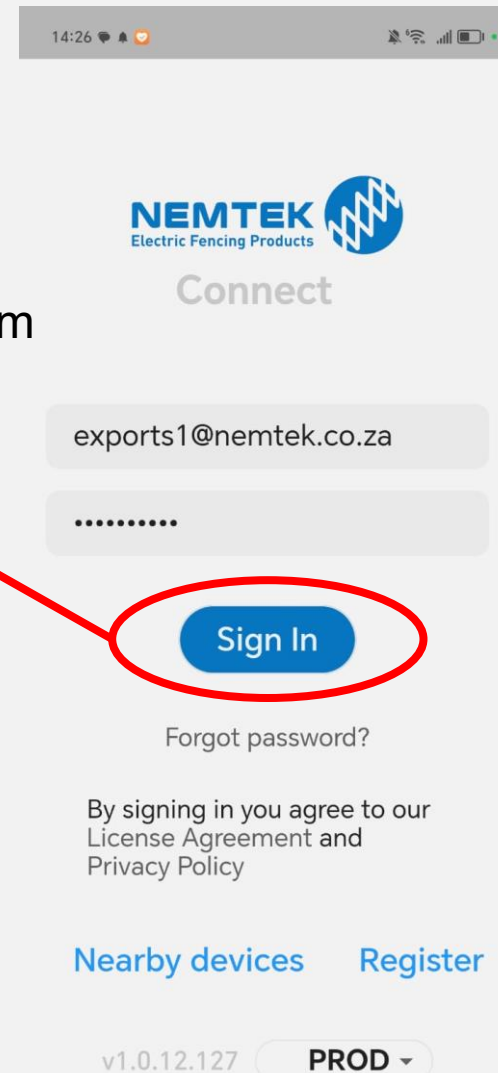 14:26
NEMTEK
Electric Fencing Products
Connect
m
exports1@nemtek.co.za
••••••••••
Sign In
Forgot password?
By signing in you agree to our
License Agreement and
Privacy Policy
Nearby devices Register
v1.0.12.127 PROD